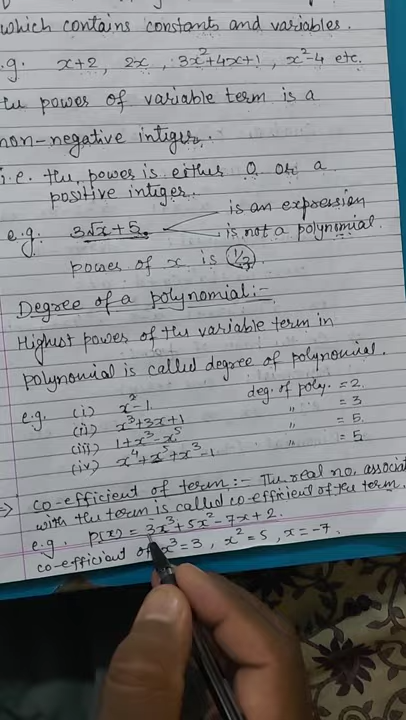 which contains constants and variables.
.g. x+2, 2x, 3x²+4x+1, x²-4 etc.
the power of variable term is a
non-negative intiger.
i.e. the power is either 0 or a
positive intiger.
e.g. 3√x+5 is an expression
is not a polynomial.
power of x is 1/2
Degree of a polynomial:-
Highest power of the variable term in
polynomial is called degree of polynomial.
e.g. (i) x²-1 deg. of poly. = 2
(ii) x³+3x+1 " = 3
(iii) 1+x³-x⁵ " = 5
(iv) x⁴+x⁵+x³-1 " = 5
=> co-efficient of term:- The real no. associat
with the term is called co-efficient of the term.
e.g. p(x) = 3x³+5x²-7x+2.
co-efficient of x³=3, x²=5, x=-7